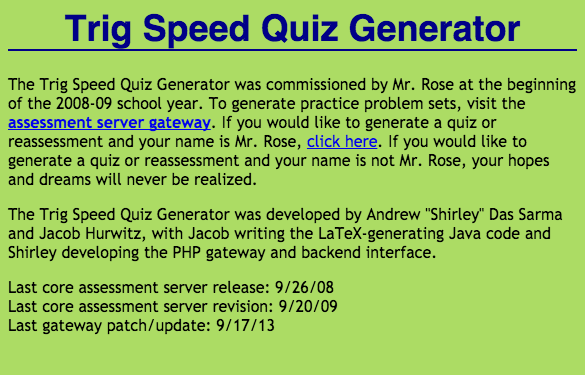 Trig Speed Quiz Generator
The Trig Speed Quiz Generator was commissioned by Mr. Rose at the beginning
of the 2008-09 school year. To generate practice problem sets, visit the
assessment server gateway. If you would like to generate a quiz or
reassessment and your name is Mr. Rose, click here. If you would like to
generate a quiz or reassessment and your name is not Mr. Rose, your hopes
and dreams will never be realized.
The Trig Speed Quiz Generator was developed by Andrew "Shirley" Das Sarma
and Jacob Hurwitz, with Jacob writing the LaTeX-generating Java code and
Shirley developing the PHP gateway and backend interface.
Last core assessment server release: 9/26/08
Last core assessment server revision: 9/20/09
Last gateway patch/update: 9/17/13